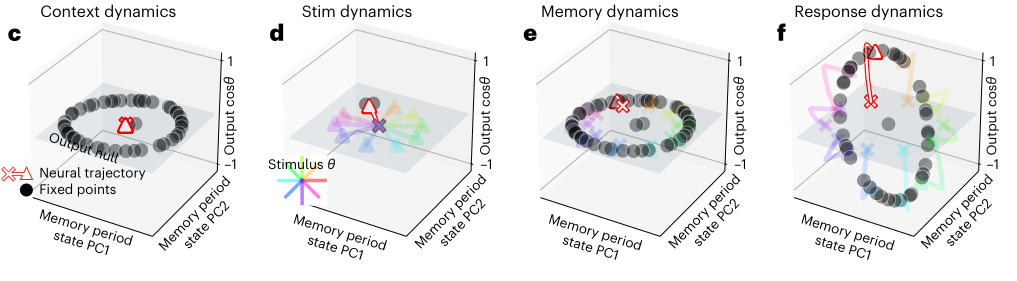 Context dynamics
Stim dynamics
Memory dynamics
Response dynamics
c
d
e
f
1
Output cosθ
−1
Output null
Neural trajectory
Fixed points
Memory period
state PC1
Memory period
state PC2
1
Output cosθ
−1
Stimulus θ
Memory period
state PC1
Memory period
state PC2
1
Output cosθ
−1
Memory period
state PC1
Memory period
state PC2
1
Output cosθ
−1
Memory period
state PC1
Memory period
state PC2